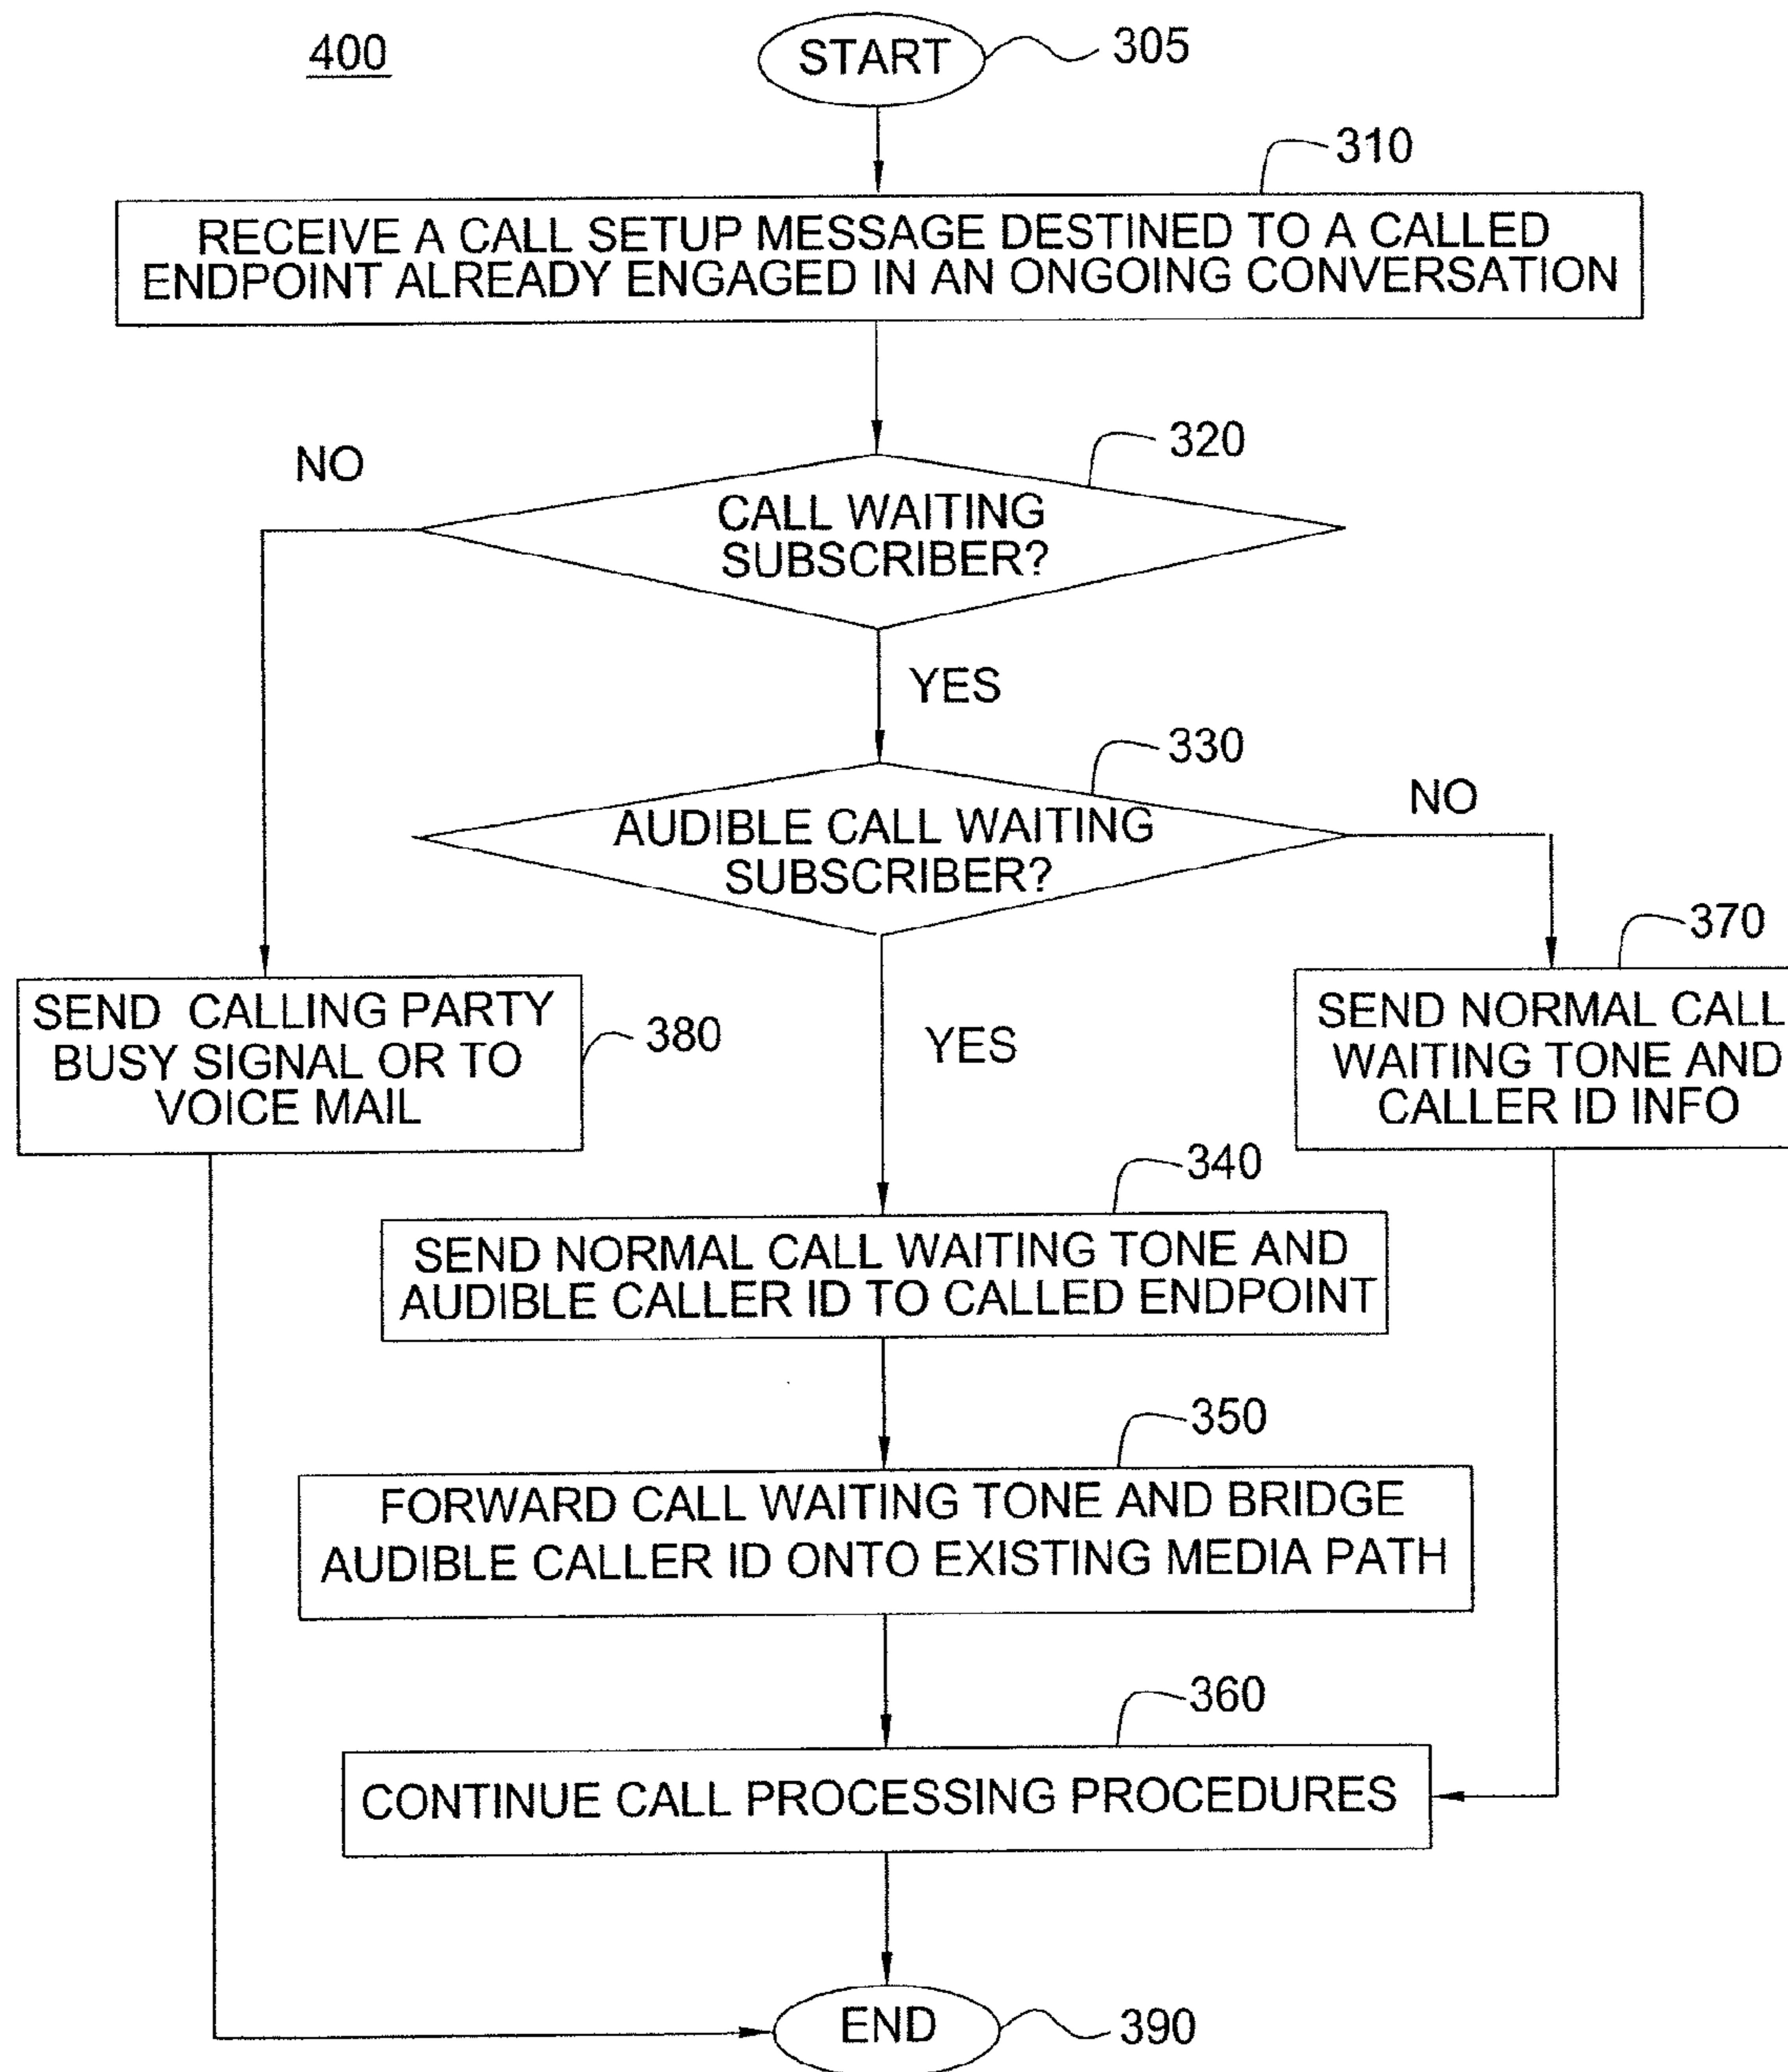 400
START
305
310
RECEIVE A CALL SETUP MESSAGE DESTINED TO A CALLED
ENDPOINT ALREADY ENGAGED IN AN ONGOING CONVERSATION
320
NO
CALL WAITING
SUBSCRIBER?
YES
330
NO
AUDIBLE CALL WAITING
SUBSCRIBER?
370
SEND CALLING PARTY
BUSY SIGNAL OR TO
VOICE MAIL
380
YES
SEND NORMAL CALL
WAITING TONE AND
CALLER ID INFO
340
SEND NORMAL CALL WAITING TONE AND
AUDIBLE CALLER ID TO CALLED ENDPOINT
350
FORWARD CALL WAITING TONE AND BRIDGE
AUDIBLE CALLER ID ONTO EXISTING MEDIA PATH
360
CONTINUE CALL PROCESSING PROCEDURES
END
390